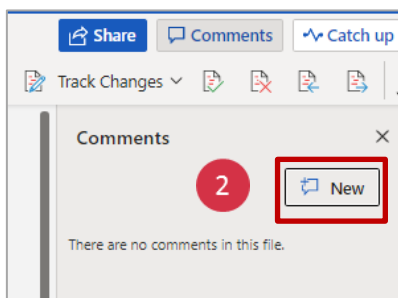 Share Comments Catch up
Track Changes
Comments
2 New
There are no comments in this file.